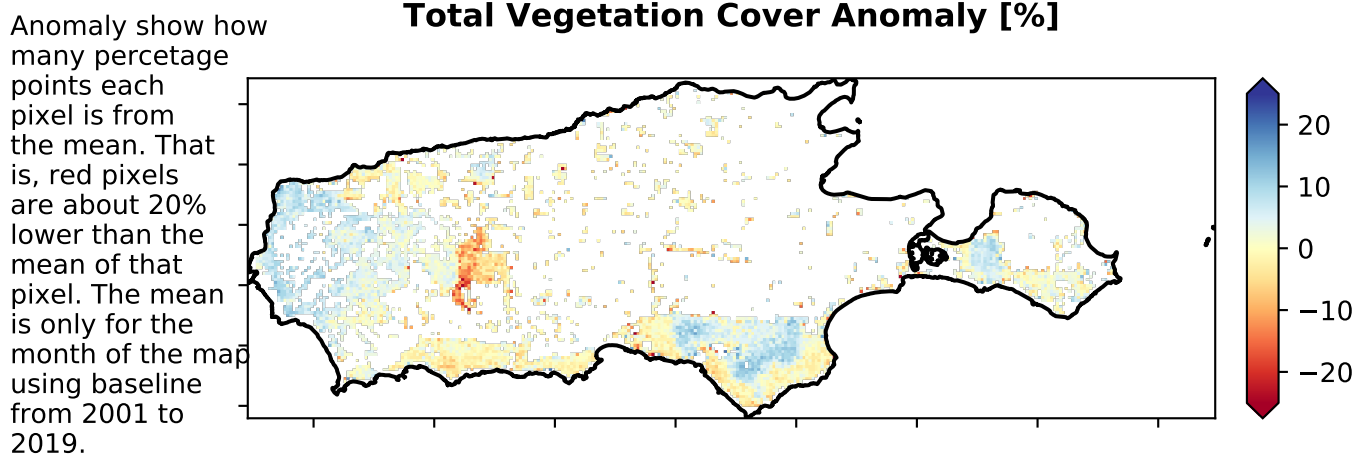 Total Vegetation Cover Anomaly [%]
Anomaly show how
many percetage
points each
pixel is from
the mean. That
is, red pixels
are about 20%
lower than the
mean of that
pixel. The mean
is only for the
month of the map
using baseline
from 2001 to
2019.
20
10
0
−10
−20